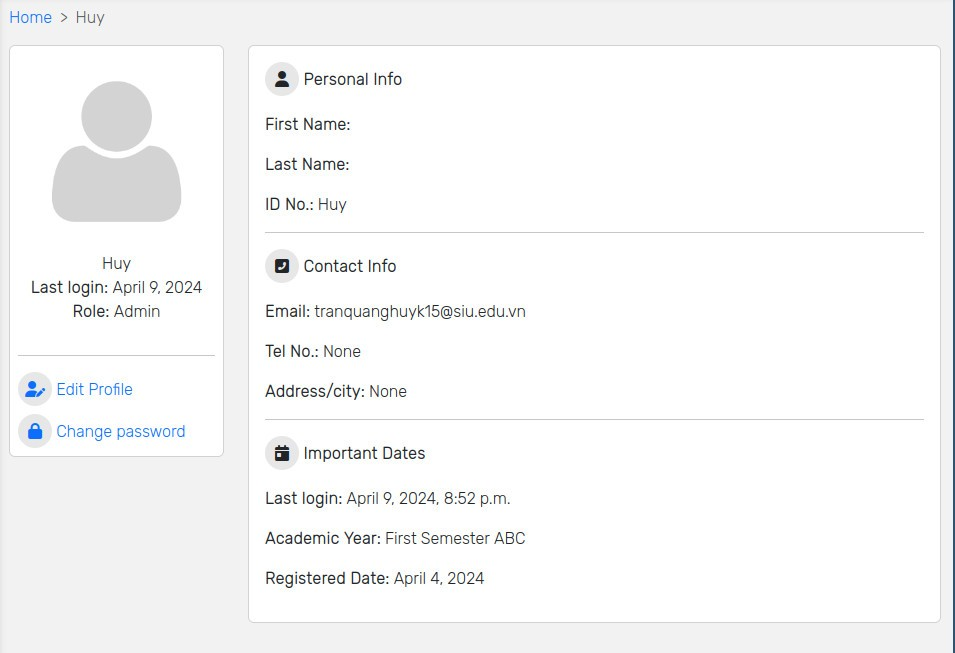 Home > Huy
Huy
Last login: April 9, 2024
Role: Admin
Edit Profile
Change password
Personal Info
First Name:
Last Name:
ID No.: Huy
Contact Info
Email: tranquanghuyk15@siu.edu.vn
Tel No.: None
Address/city: None
Important Dates
Last login: April 9, 2024, 8:52 p.m.
Academic Year: First Semester ABC
Registered Date: April 4, 2024